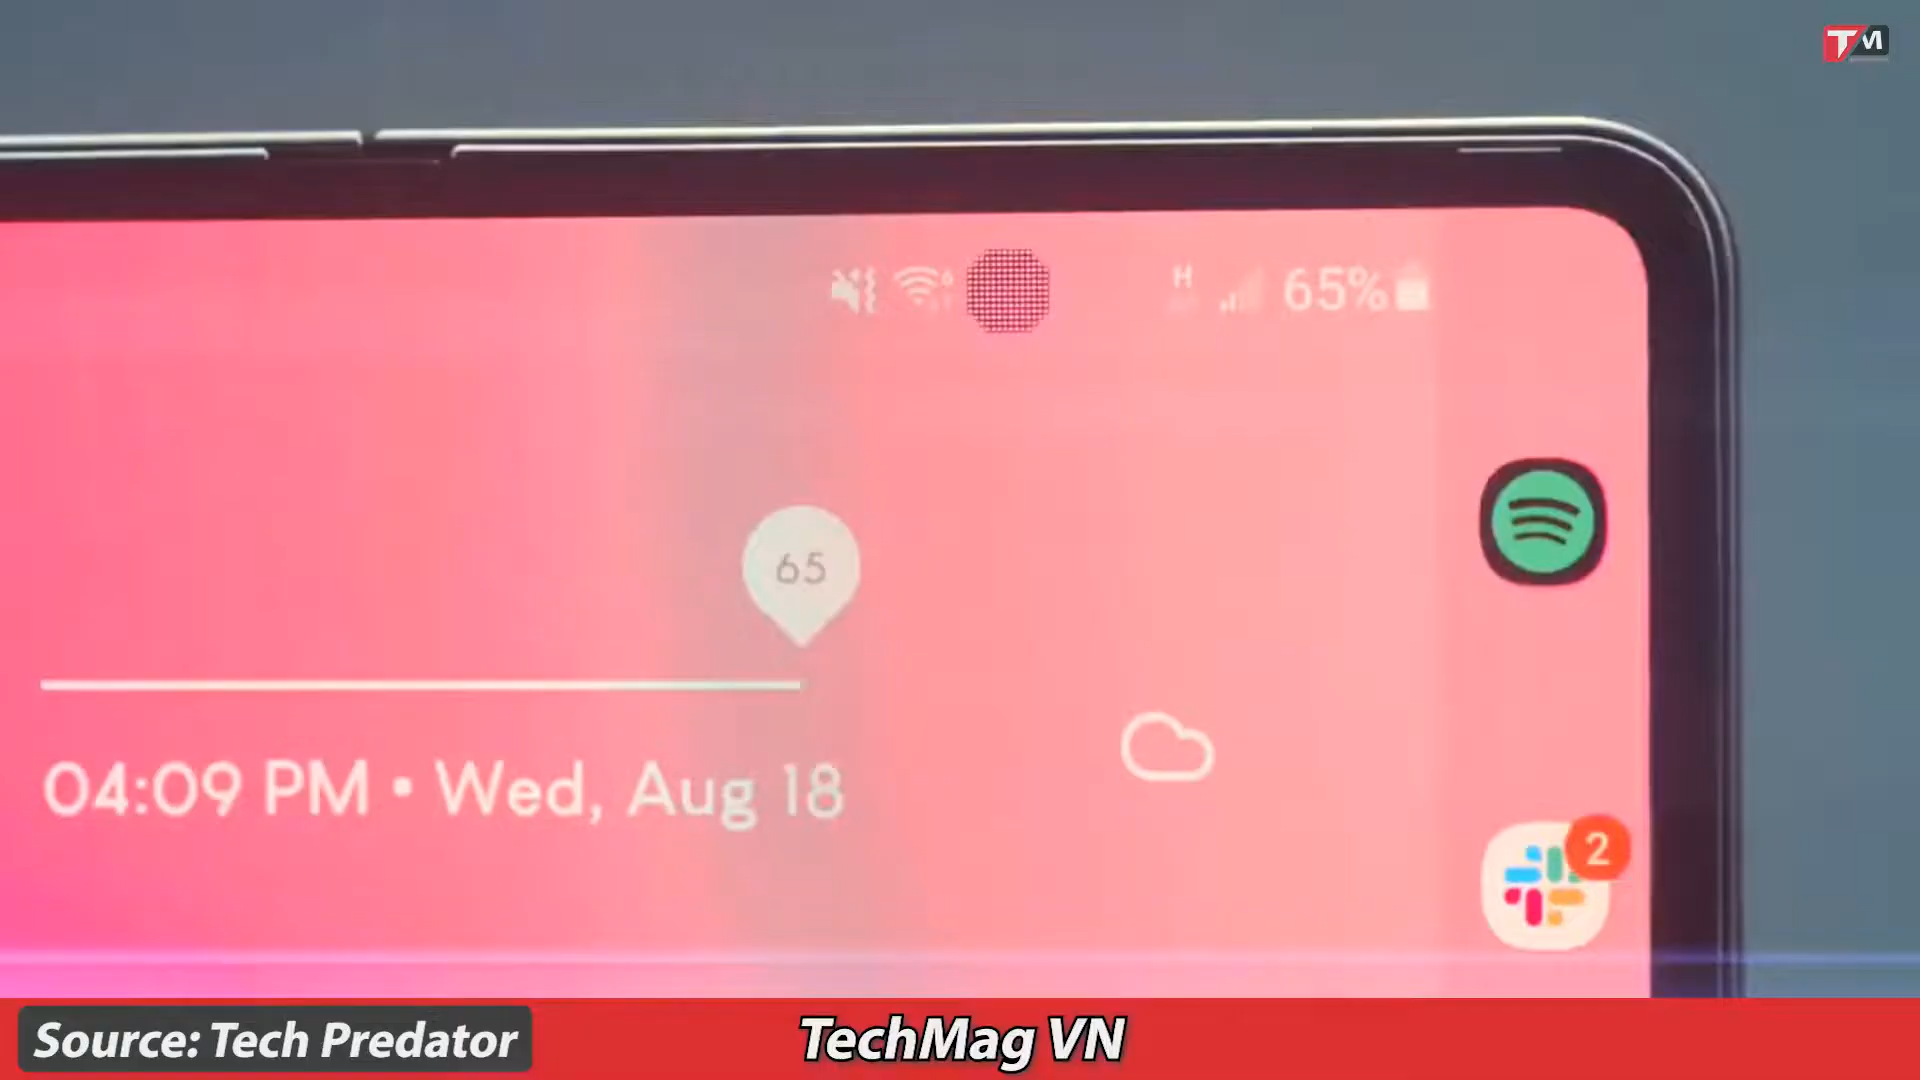 TM
H
65%
65
04:09 PM • Wed, Aug 18
2
Source: Tech Predator
TechMag VN